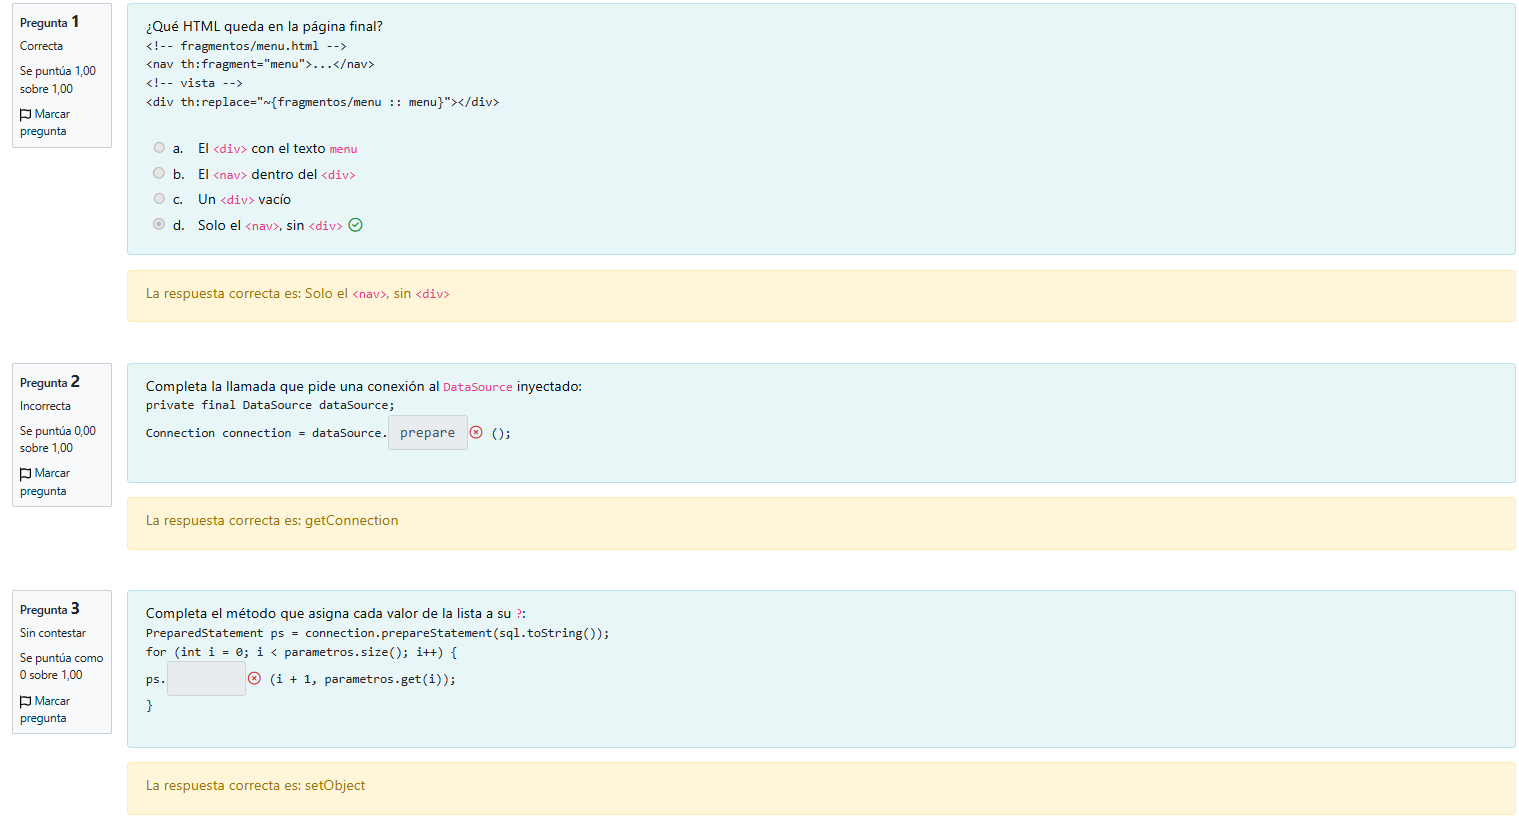 Pregunta 1
Correcta
Se puntúa 1,00
sobre 1,00
Marcar
pregunta
¿Qué HTML queda en la página final?
<!-- fragmentos/menu.html -->
<nav th:fragment="menu">...</nav>
<!-- vista -->
<div th:replace="~{fragmentos/menu :: menu}"></div>
a. El <div> con el texto menu
b. El <nav> dentro del <div>
c. Un <div> vacío
d. Solo el <nav>, sin <div>
La respuesta correcta es: Solo el <nav>, sin <div>
Pregunta 2
Incorrecta
Se puntúa 0,00
sobre 1,00
Marcar
pregunta
Completa la llamada que pide una conexión al DataSource inyectado:
private final DataSource dataSource;
Connection connection = dataSource. prepare ();
La respuesta correcta es: getConnection
Pregunta 3
Sin contestar
Se puntúa como
0 sobre 1,00
Marcar
pregunta
Completa el método que asigna cada valor de la lista a su ?:
PreparedStatement ps = connection.prepareStatement(sql.toString());
for (int i = 0; i < parametros.size(); i++) {
ps. (i + 1, parametros.get(i));
}
La respuesta correcta es: setObject